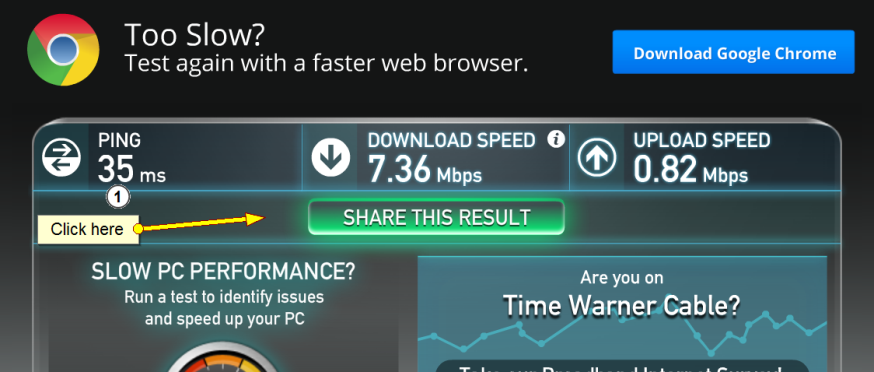 Too Slow?
Test again with a faster web browser.
Download Google Chrome
PING
35 ms
DOWNLOAD SPEED i
7.36 Mbps
UPLOAD SPEED
0.82 Mbps
1
Click here
SHARE THIS RESULT
SLOW PC PERFORMANCE?
Run a test to identify issues
and speed up your PC
Are you on
Time Warner Cable?